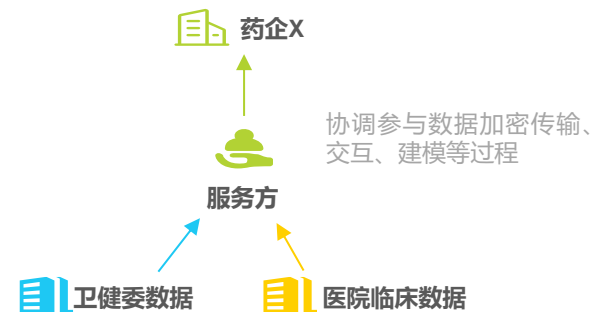 药企X
协调参与数据加密传输、
交互、建模等过程
服务方
卫健委数据
医院临床数据